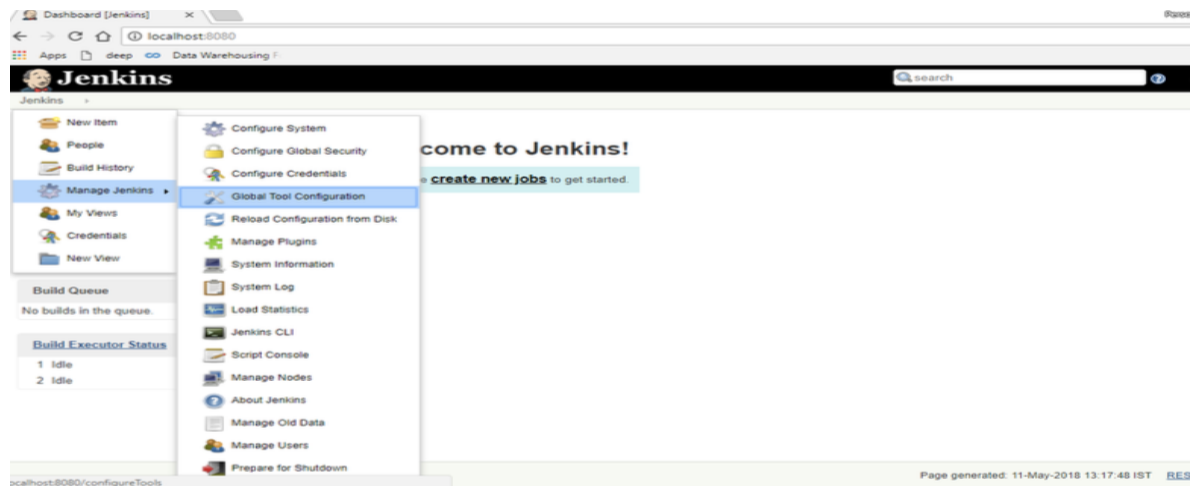 Dashboard [Jenkins]
localhost:8080
Apps deep Data Warehousing F
Jenkins
search
Jenkins
New Item
People
Build History
Manage Jenkins
My Views
Credentials
New View
Configure System
Configure Global Security
Configure Credentials
Global Tool Configuration
Reload Configuration from Disk
Manage Plugins
System Information
System Log
Load Statistics
Jenkins CLI
Script Console
Manage Nodes
About Jenkins
Manage Old Data
Manage Users
Prepare for Shutdown
come to Jenkins!
create new jobs to get started.
Build Queue
No builds in the queue.
Build Executor Status
1 Idle
2 Idle
ocalhost:8080/configureTools
Page generated: 11-May-2018 13:17:48 IST RES